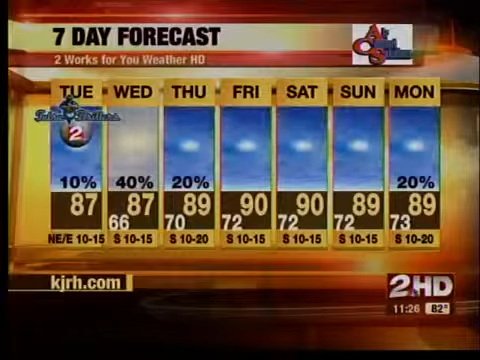 7 DAY FORECAST
2 Works for You Weather HD
TUE WED THU FRI SAT SUN MON
2
10% 40% 20% 20%
87 87 89 90 90 89 89
66 70 72 72 72 73
NE/E 10-15 S 10-15 S 10-20 S 10-15 S 10-15 S 10-15 S 10-20
kjrh.com
2HD
11:26 82°